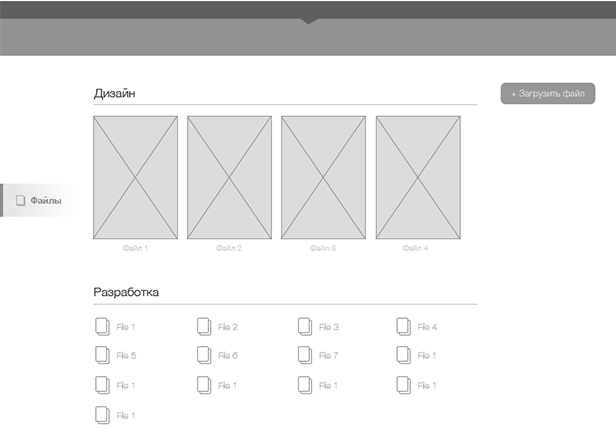 Дизайн
+ Загрузить файл
Файл 1 Файл 2 Файл 3 Файл 4
Файлы
Разработка
File 1 File 2 File 3 File 4
File 5 File 6 File 7 File 1
File 1 File 1 File 1 File 1
File 1